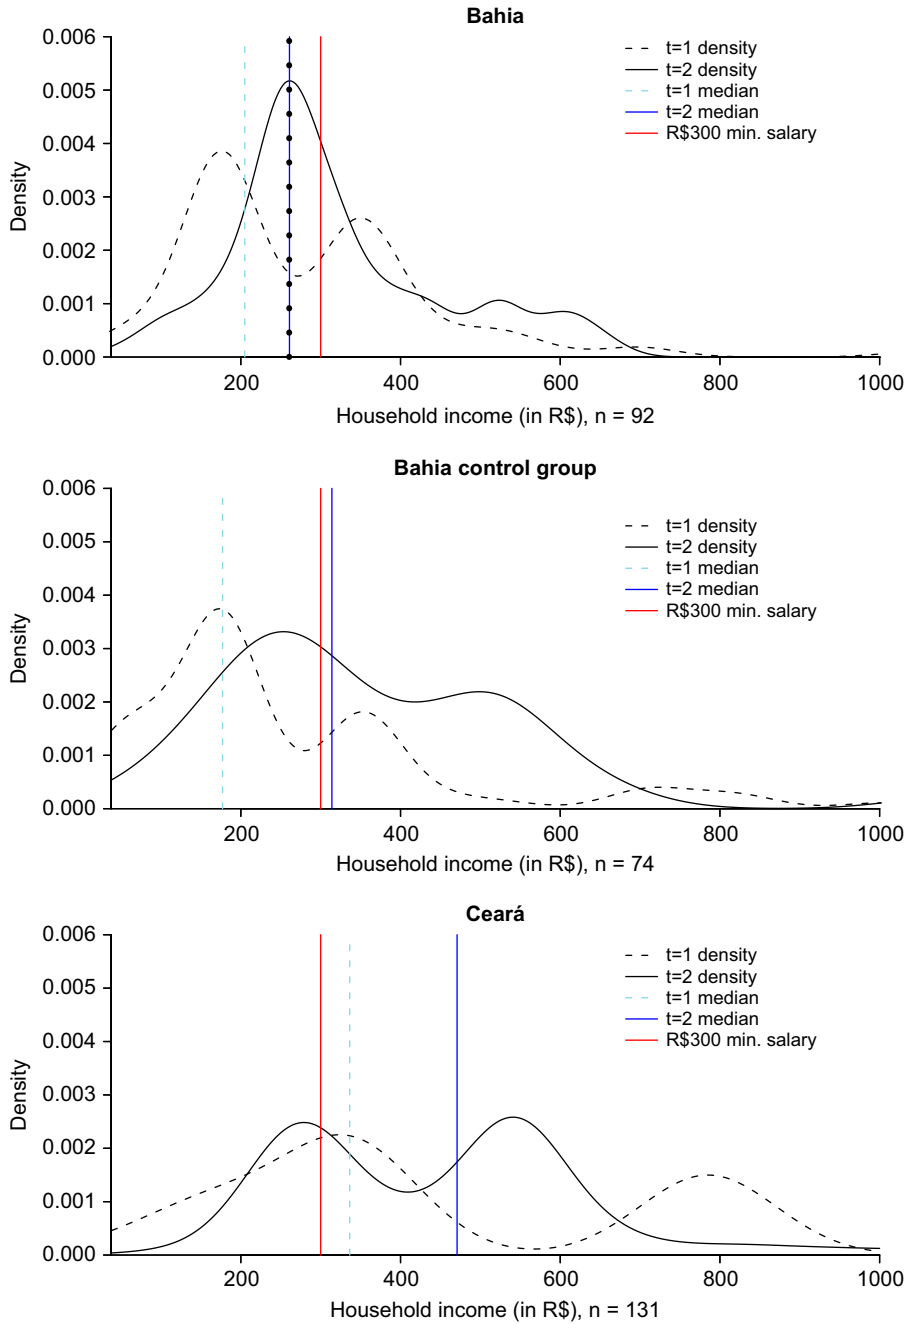 Bahia
0.006
0.005
0.004
0.003
0.002
0.001
0.000
Density
t=1 density
t=2 density
t=1 median
t=2 median
R$300 min. salary
200 400 600 800 1000
Household income (in R$), n = 92
Bahia control group
0.006
0.005
0.004
0.003
0.002
0.001
0.000
Density
t=1 density
t=2 density
t=1 median
t=2 median
R$300 min. salary
200 400 600 800 1000
Household income (in R$), n = 74
Ceará
0.006
0.005
0.004
0.003
0.002
0.001
0.000
Density
t=1 density
t=2 density
t=1 median
t=2 median
R$300 min. salary
200 400 600 800 1000
Household income (in R$), n = 131